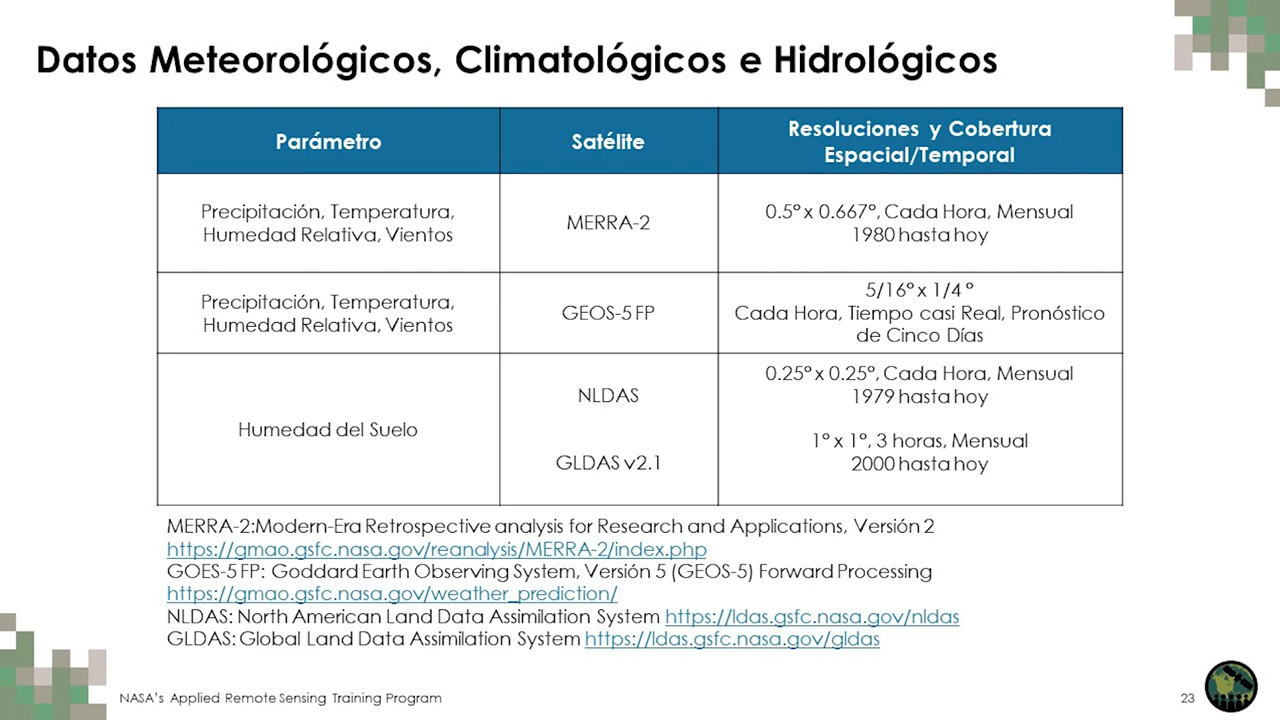 Datos Meteorológicos, Climatológicos e Hidrológicos
Parámetro
Satélite
Resoluciones y Cobertura
Espacial/Temporal
Precipitación, Temperatura,
Humedad Relativa, Vientos
MERRA-2
0.5° x 0.667°, Cada Hora, Mensual
1980 hasta hoy
Precipitación, Temperatura,
Humedad Relativa, Vientos
GEOS-5 FP
5/16° x 1/4 °
Cada Hora, Tiempo casi Real, Pronóstico
de Cinco Días
Humedad del Suelo
NLDAS
0.25° x 0.25°, Cada Hora, Mensual
1979 hasta hoy
GLDAS v2.1
1° x 1°, 3 horas, Mensual
2000 hasta hoy
MERRA-2:Modern-Era Retrospective analysis for Research and Applications, Versión 2
https://gmao.gsfc.nasa.gov/reanalysis/MERRA-2/index.php
GOES-5 FP: Goddard Earth Observing System, Versión 5 (GEOS-5) Forward Processing
https://gmao.gsfc.nasa.gov/weather_prediction/
NLDAS: North American Land Data Assimilation System https://ldas.gsfc.nasa.gov/nldas
GLDAS: Global Land Data Assimilation System https://ldas.gsfc.nasa.gov/gldas
NASA's Applied Remote Sensing Training Program
23